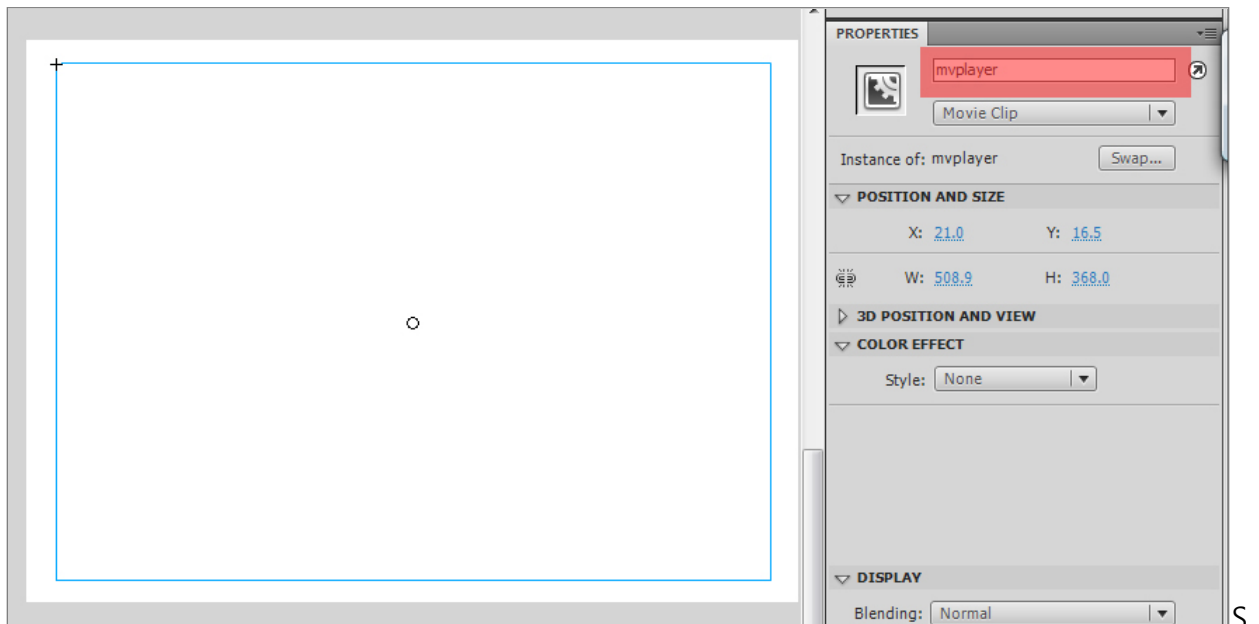 PROPERTIES
mvplayer
Movie Clip
Instance of: mvplayer Swap...
POSITION AND SIZE
X: 21.0 Y: 16.5
W: 508.9 H: 368.0
3D POSITION AND VIEW
COLOR EFFECT
Style: None
DISPLAY
Blending: Normal
S